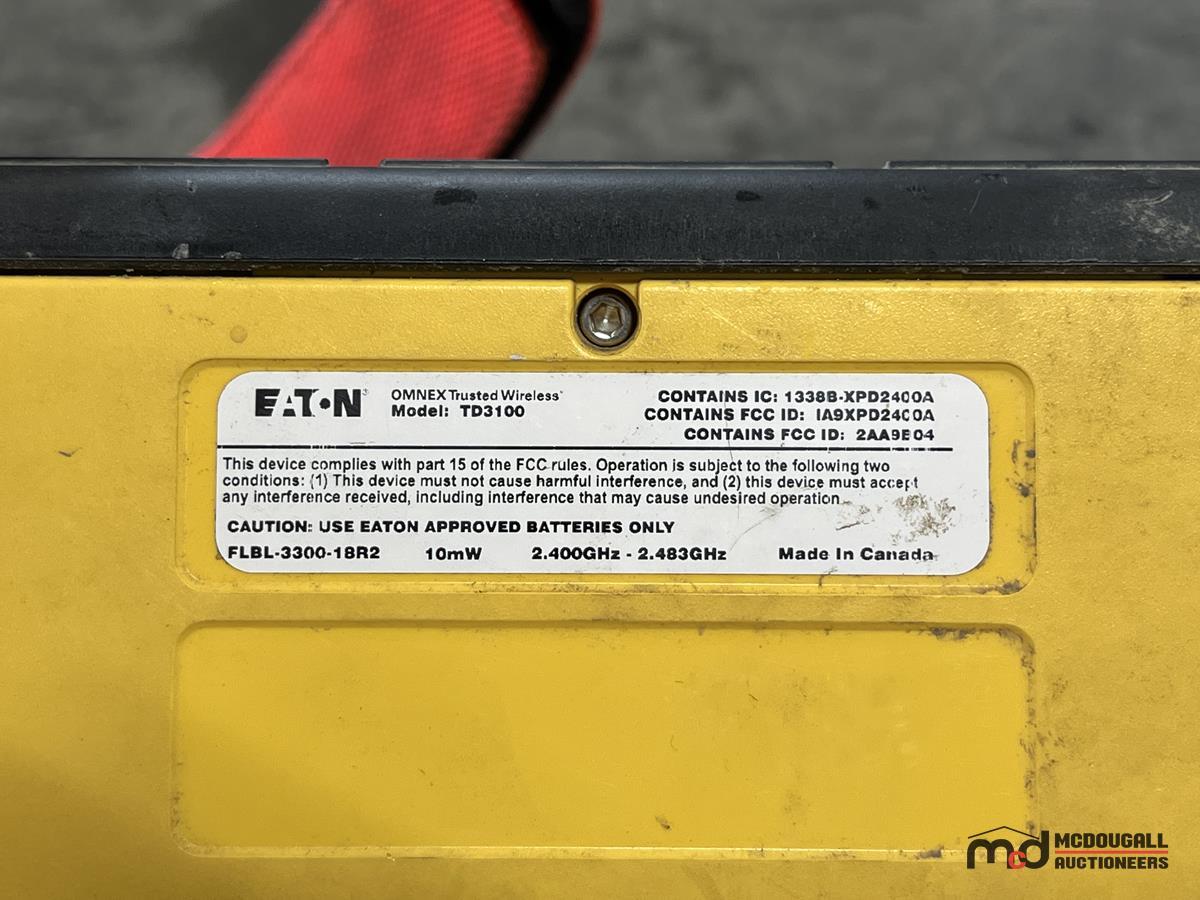 EATON
OMNEX Trusted Wireless
Model: TD3100
CONTAINS IC: 1338B-XPD2400A
CONTAINS FCC ID: IA9XPD2400A
CONTAINS FCC ID: 2AA9B04
This device complies with part 15 of the FCC rules. Operation is subject to the following two
conditions: (1) This device must not cause harmful interference, and (2) this device must accept
any interference received, including interference that may cause undesired operation
CAUTION: USE EATON APPROVED BATTERIES ONLY
FLBL-3300-18R2 10mW 2.400GHz - 2.483GHz Made In Canada
mcd MCDOUGALL
AUCTIONEERS